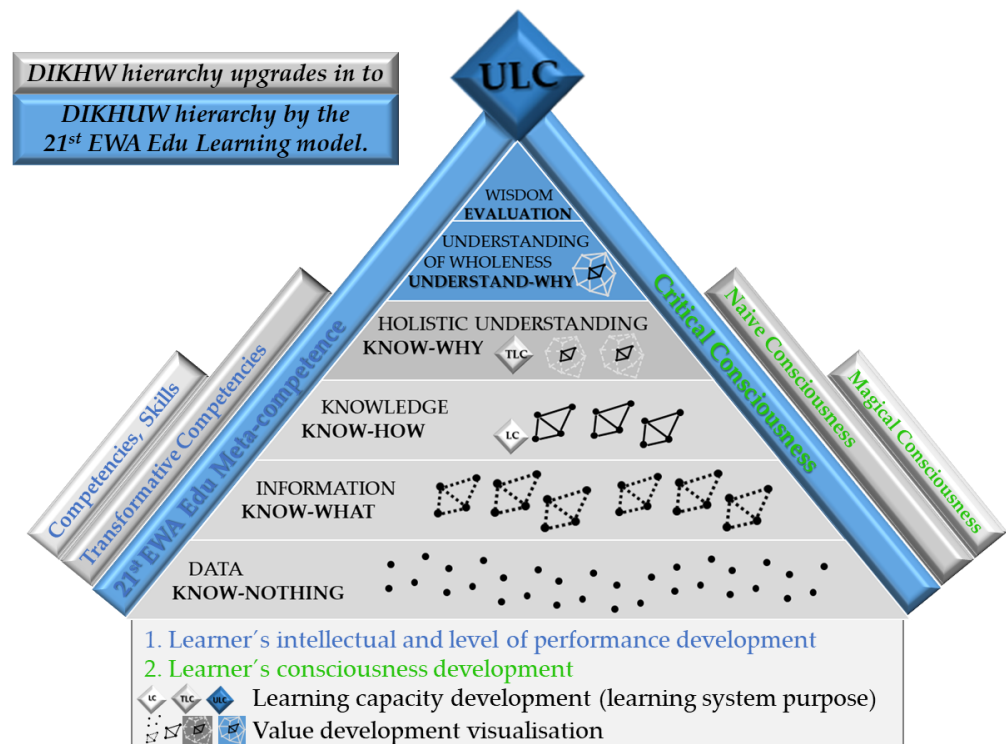 DIKHW hierarchy upgrades in to
DIKHUW hierarchy by the
21st EWA Edu Learning model.
ULC
WISDOM
EVALUATION
UNDERSTANDING
OF WHOLENESS
UNDERSTAND-WHY
HOLISTIC UNDERSTANDING
KNOW-WHY
TLC
KNOWLEDGE
KNOW-HOW
LC
INFORMATION
KNOW-WHAT
DATA
KNOW-NOTHING
Competencies, Skills
Transformative Competencies
21st EWA Edu Meta-competence
Critical Consciousness
Naive Consciousness
Magical Consciousness
1. Learner´s intellectual and level of performance development
2. Learner´s consciousness development
LC TLC ULC Learning capacity development (learning system purpose)
Value development visualisation